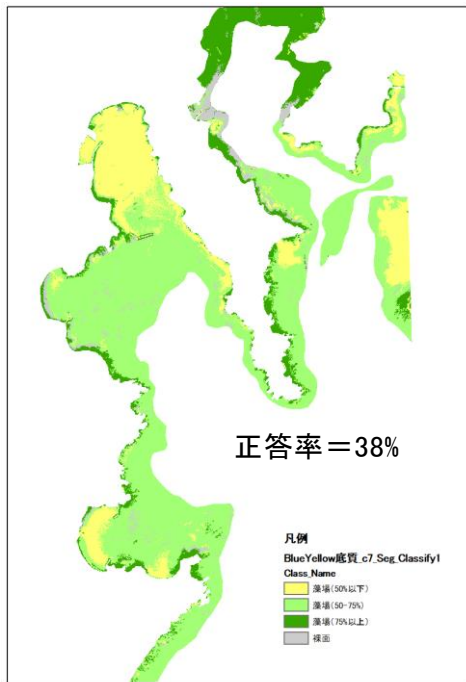 正答率＝38%
凡例
BlueYellow底質_c7_Seg_Classify1
Class_Name
藻場(50%以下)
藻場(50-75%)
藻場(75%以上)
裸面